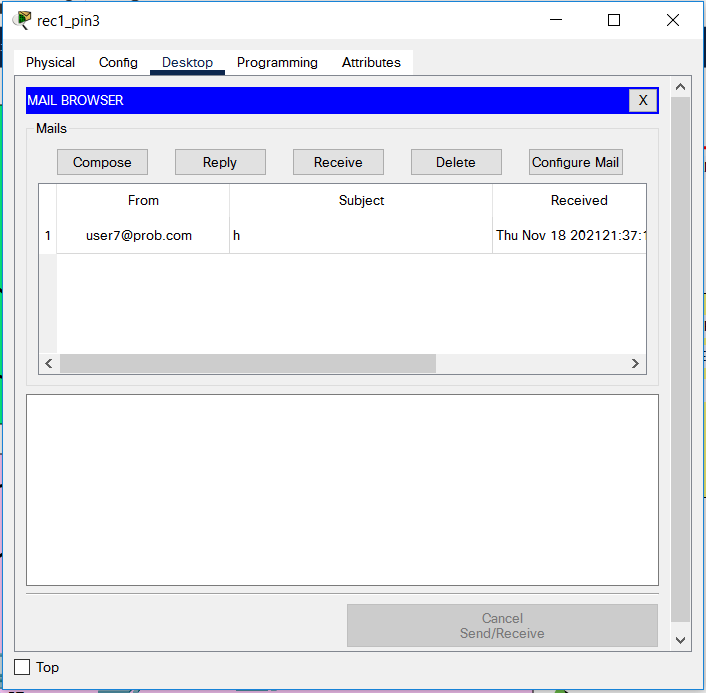 rec1_pin3
Physical Config Desktop Programming Attributes
MAIL BROWSER X
Mails
Compose Reply Receive Delete Configure Mail
From Subject Received
1 user7@prob.com h Thu Nov 18 202121:37:1
Cancel
Send/Receive
Top